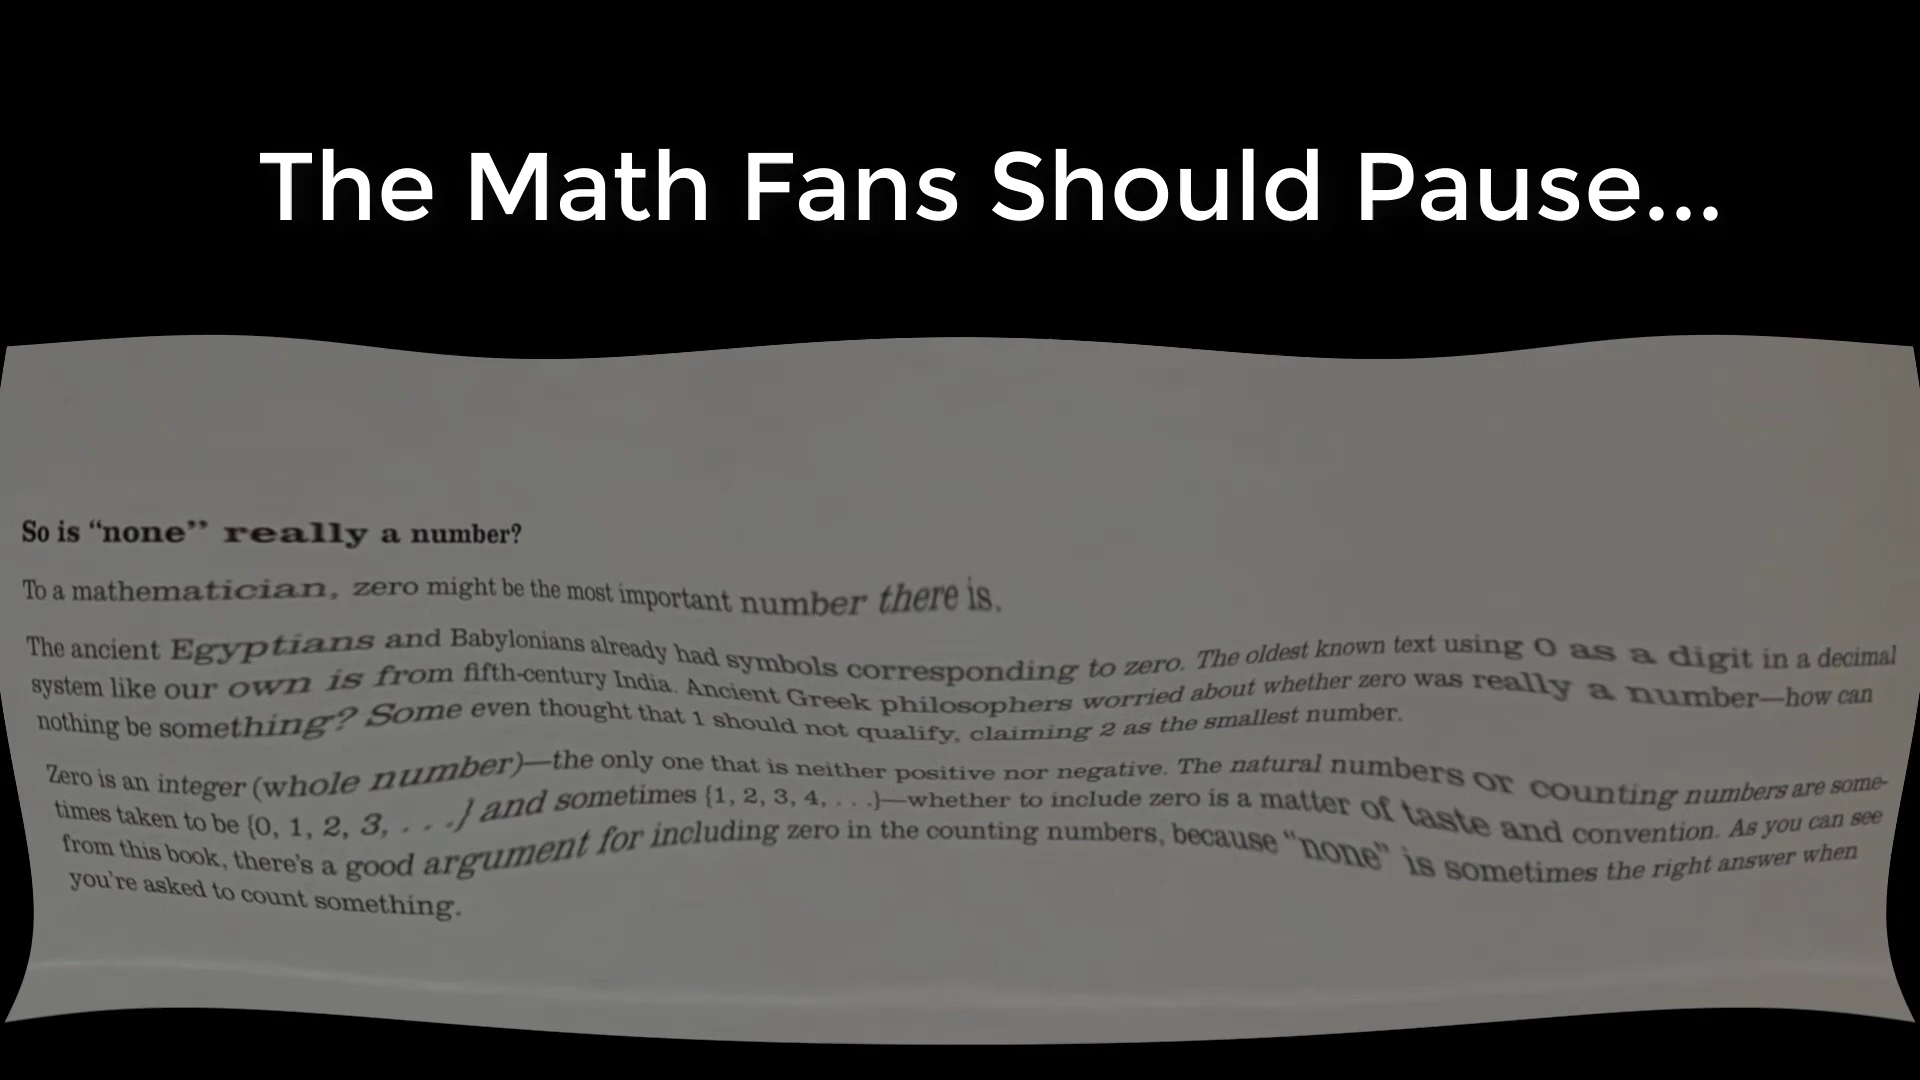 The Math Fans Should Pause...
So is “none” really a number?
To a mathematician, zero might be the most important number there is.
The ancient Egyptians and Babylonians already had symbols corresponding to zero. The oldest known text using 0 as a digit in a decimal
system like our own is from fifth-century India. Ancient Greek philosophers worried about whether zero was really a number—how can
nothing be something? Some even thought that 1 should not qualify, claiming 2 as the smallest number.
Zero is an integer (whole number)—the only one that is neither positive nor negative. The natural numbers or counting numbers are some-
times taken to be {0, 1, 2, 3, . . .} and sometimes {1, 2, 3, 4, . . .}—whether to include zero is a matter of taste and convention. As you can see
from this book, there’s a good argument for including zero in the counting numbers, because “none” is sometimes the right answer when
you’re asked to count something.